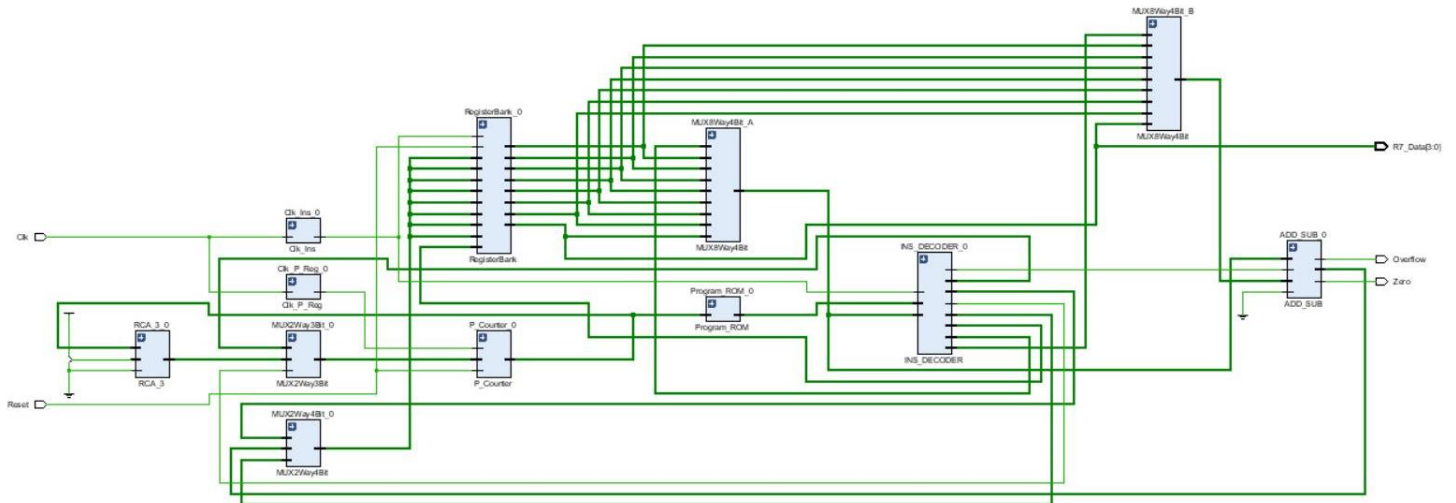 MUX8Way4Bit_B
MUX8Way4Bit
RegisterBank_0
RegisterBank
MUX8Way4Bit_A
MUX8Way4Bit
R7_Data[3:0]
Clk
Clk_Ins_0
Clk_Ins
Clk_P_Reg_0
Clk_P_Reg
INS_DECODER_0
INS_DECODER
ADD_SUB_0
ADD_SUB
Overflow
Zero
Program_ROM_0
Program_ROM
RCA_3_0
RCA_3
MUX2Way3Bit_0
MUX2Way3Bit
P_Counter_0
P_Counter
Reset
MUX2Way4Bit_0
MUX2Way4Bit